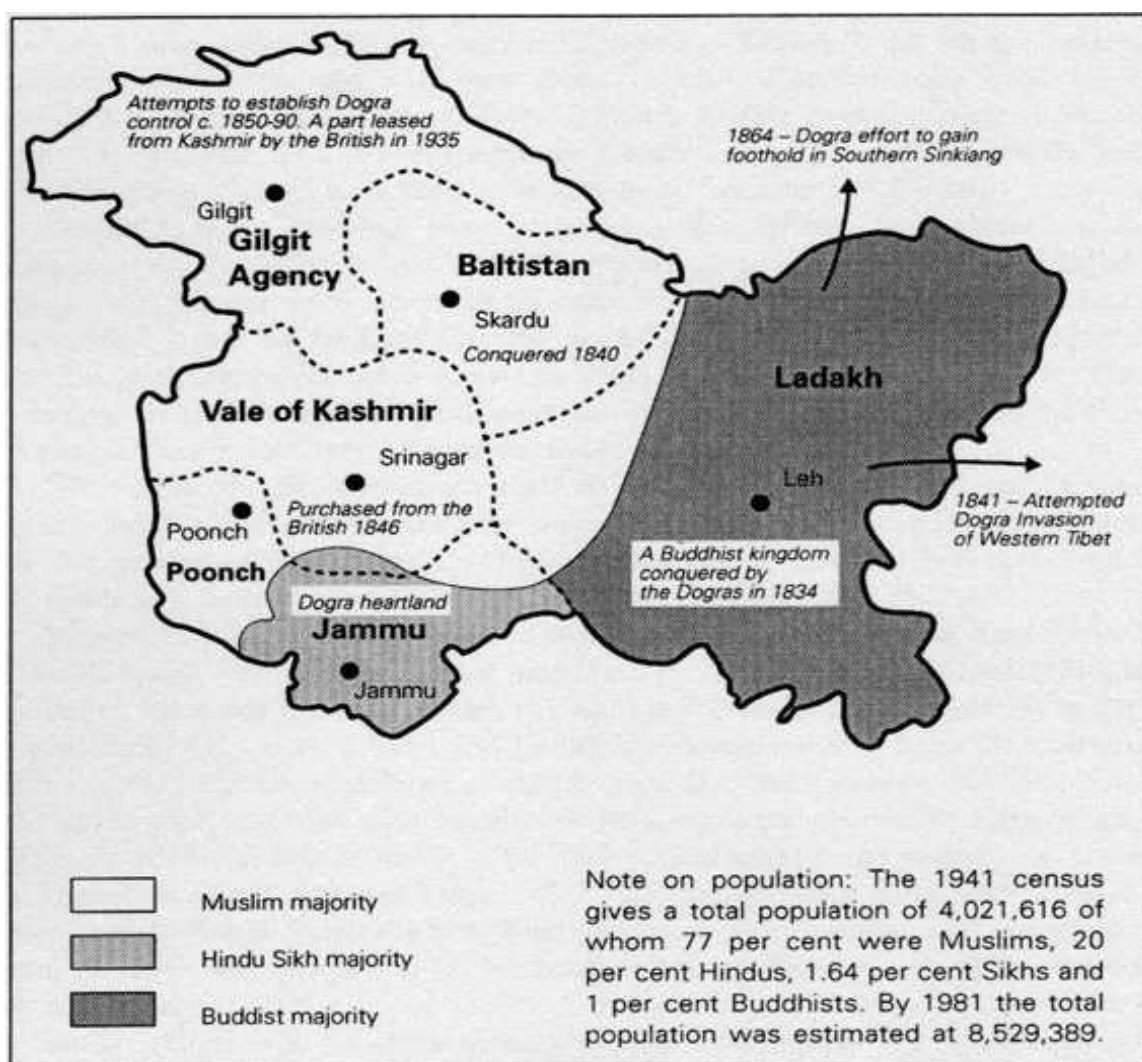 Attempts to establish Dogra
control c. 1850-90. A part leased
from Kashmir by the British in 1935
1864 – Dogra effort to gain
foothold in Southern Sinkiang
Gilgit
Gilgit
Agency
Baltistan
Skardu
Conquered 1840
Ladakh
Vale of Kashmir
Srinagar
Leh
Purchased from the
British 1846
Poonch
Poonch
1841 – Attempted
Dogra Invasion
of Western Tibet
A Buddhist kingdom
conquered by
the Dogras in 1834
Dogra heartland
Jammu
Jammu
Muslim majority
Hindu Sikh majority
Buddist majority
Note on population: The 1941 census
gives a total population of 4,021,616 of
whom 77 per cent were Muslims, 20
per cent Hindus, 1.64 per cent Sikhs and
1 per cent Buddhists. By 1981 the total
population was estimated at 8,529,389.